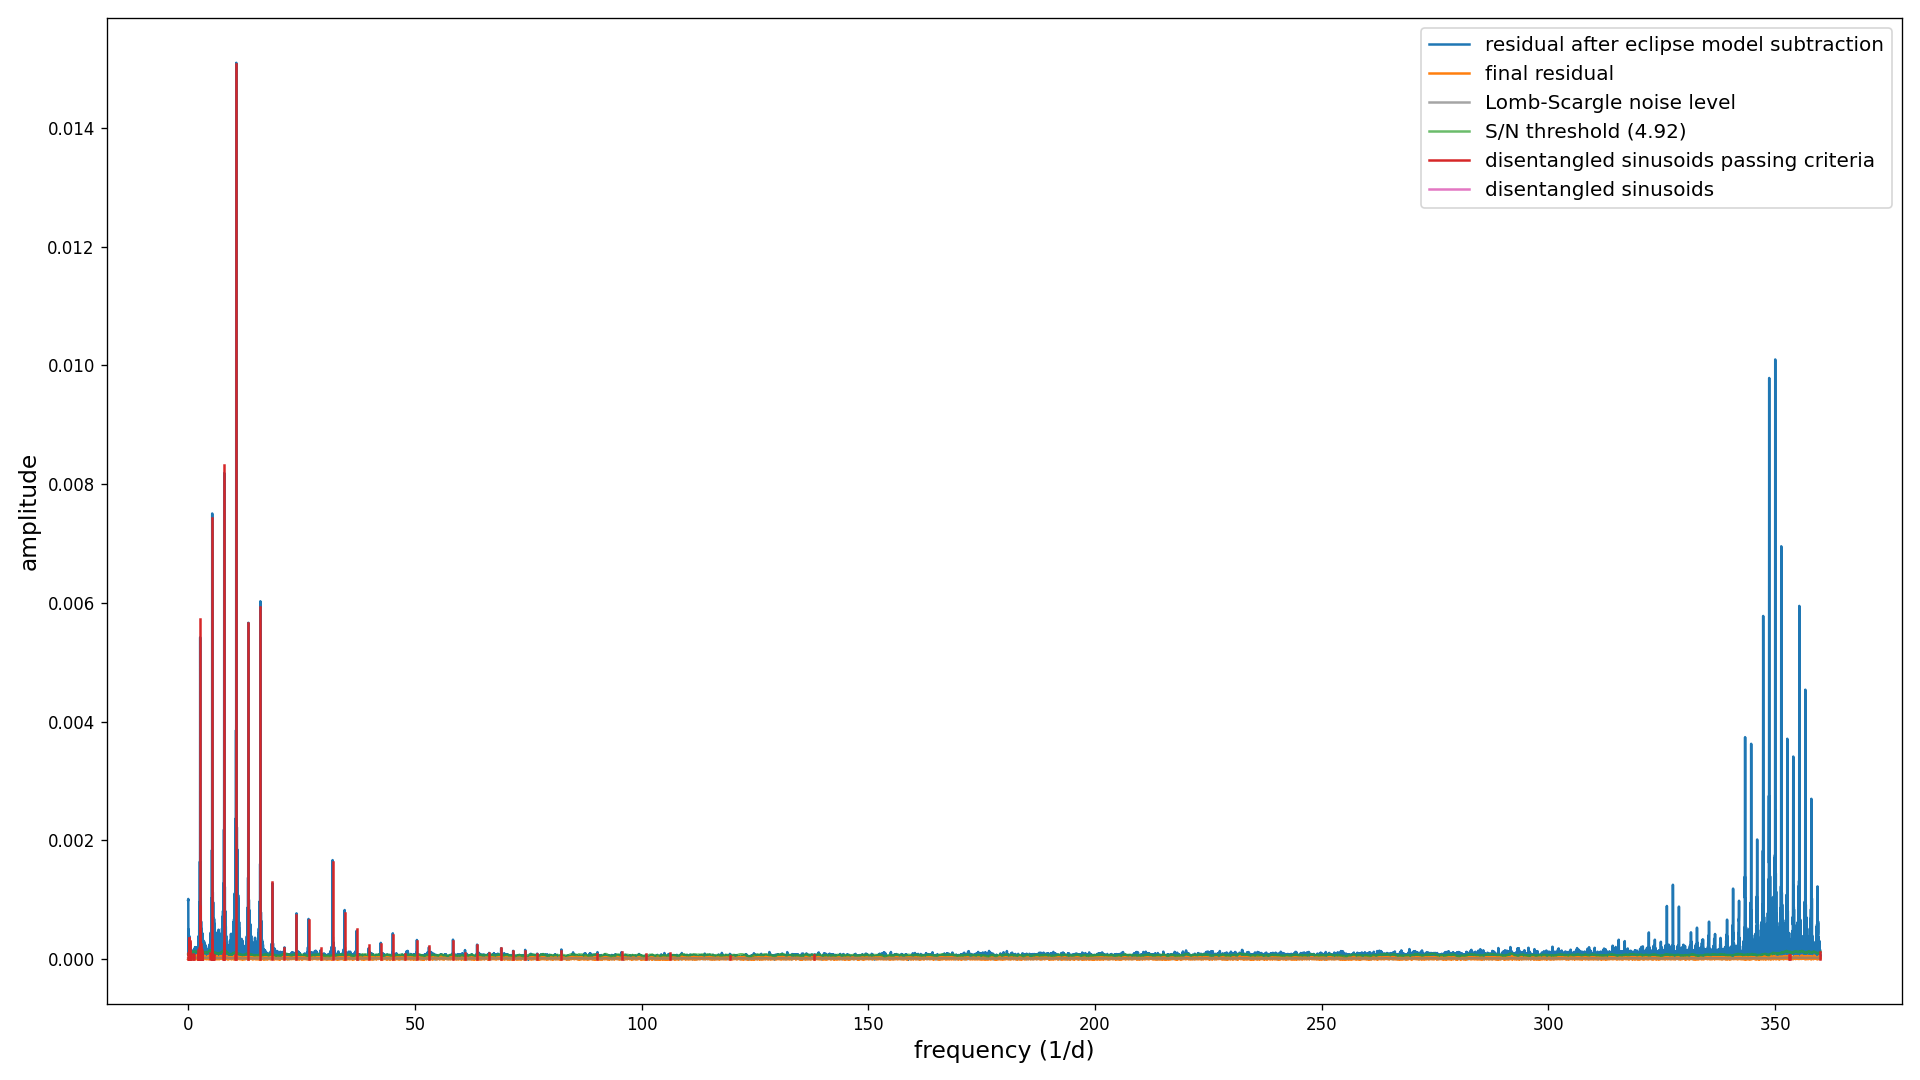 residual after eclipse model subtraction
final residual
Lomb-Scargle noise level
S/N threshold (4.92)
disentangled sinusoids passing criteria
disentangled sinusoids
0.014
0.012
0.010
0.008
0.006
0.004
0.002
0.000
amplitude
0 50 100 150 200 250 300 350
frequency (1/d)